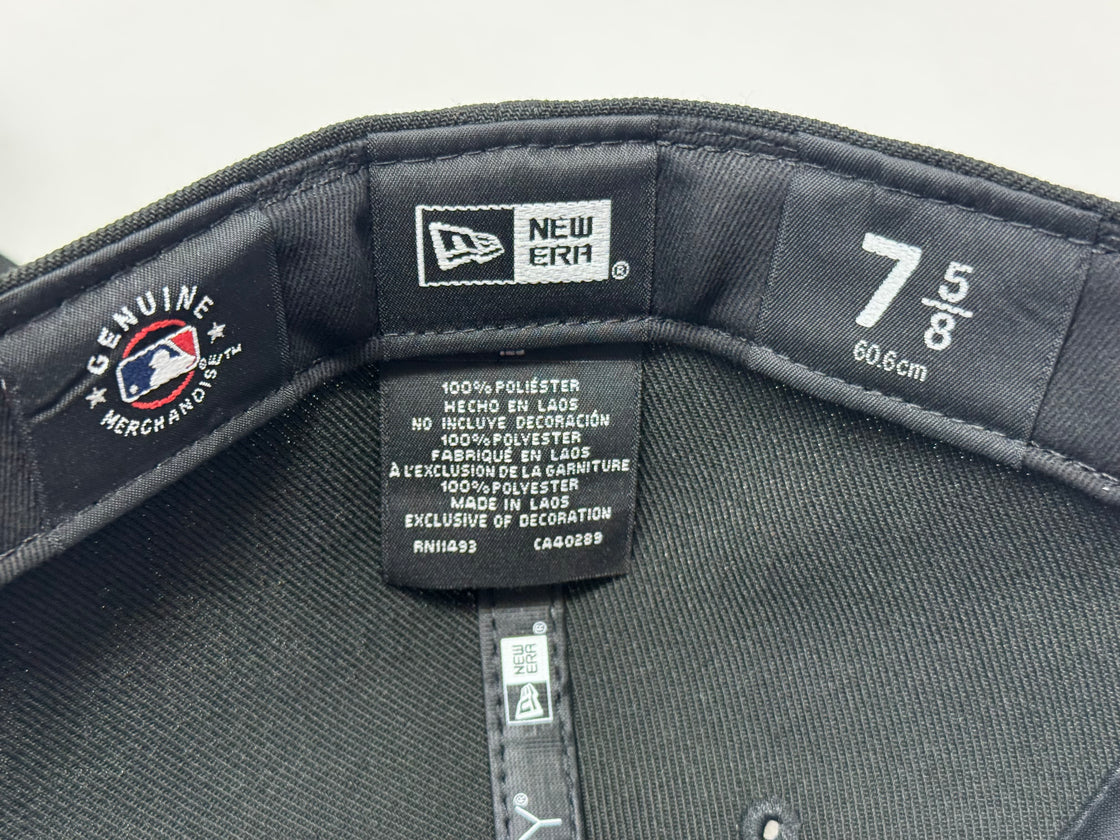 GENUINE
MERCHANDISE™
NEW
ERA®
7 5/8
60.6cm
100% POLIÉSTER
HECHO EN LAOS
NO INCLUYE DECORACIÓN
100% POLYESTER
FABRIQUÉ EN LAOS
À L'EXCLUSION DE LA GARNITURE
100% POLYESTER
MADE IN LAOS
EXCLUSIVE OF DECORATION
RN11493 CA40289
NEW
ERA®
Y®